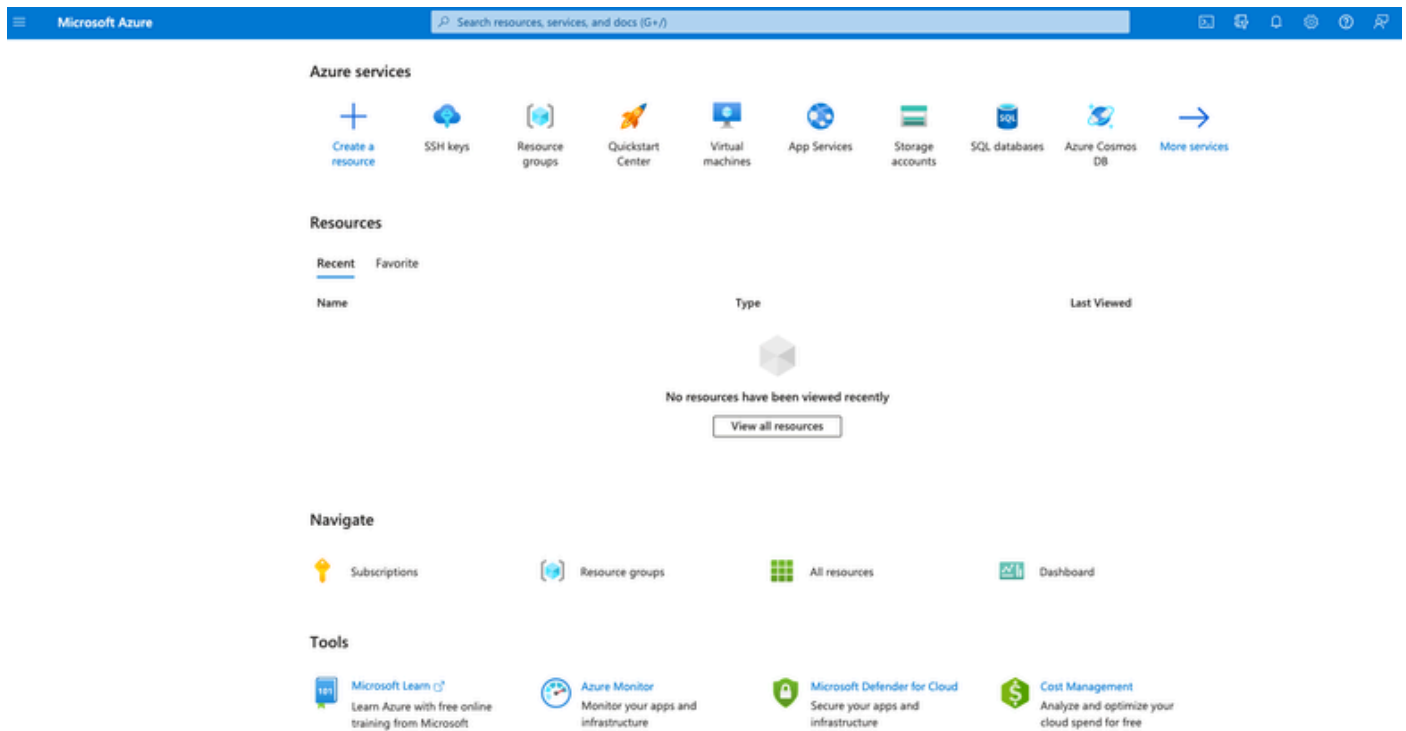 Microsoft Azure
Search resources, services, and docs (G+/)
Azure services
Create a resource
SSH keys
Resource groups
Quickstart Center
Virtual machines
App Services
Storage accounts
SQL
SQL databases
Azure Cosmos DB
More services
Resources
Recent Favorite
Name Type Last Viewed
No resources have been viewed recently
View all resources
Navigate
Subscriptions
Resource groups
All resources
Dashboard
Tools
101
Microsoft Learn
Learn Azure with free online
training from Microsoft
Azure Monitor
Monitor your apps and
infrastructure
Microsoft Defender for Cloud
Secure your apps and
infrastructure
Cost Management
Analyze and optimize your
cloud spend for free